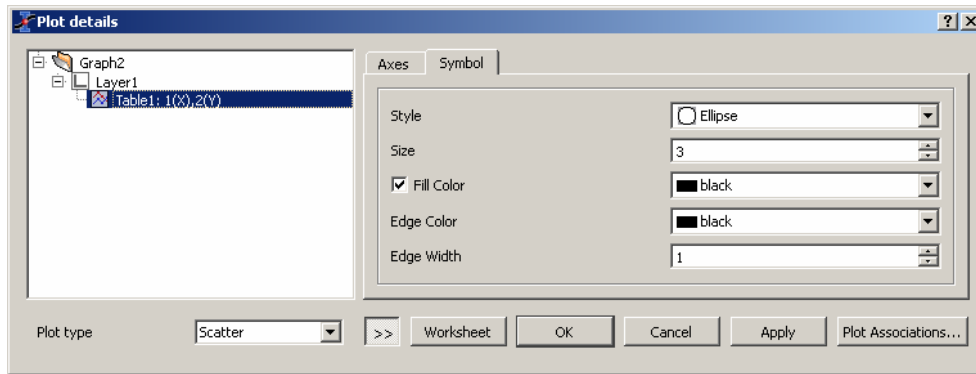 Plot details
Graph2
Layer1
Table1: 1(X),2(Y)
Axes Symbol
Style Ellipse
Size 3
Fill Color black
Edge Color black
Edge Width 1
Plot type Scatter >> Worksheet OK Cancel Apply Plot Associations...